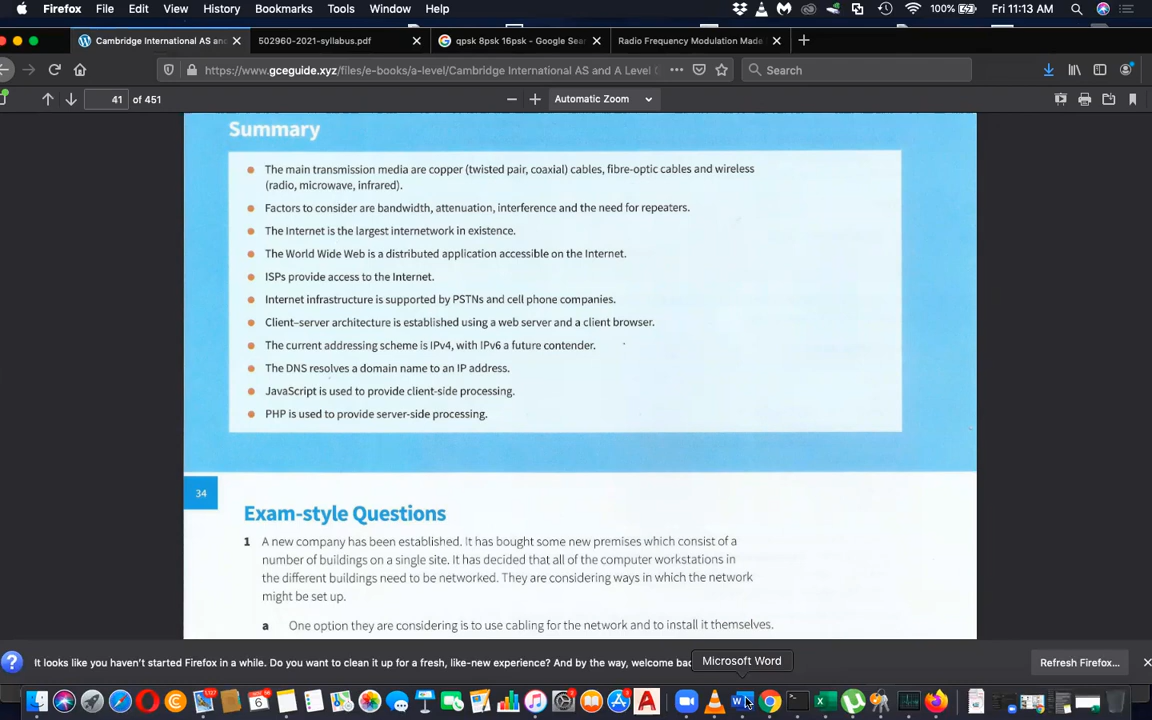 Firefox File Edit View History Bookmarks Tools Window Help 100% Fri 11:13 AM
Cambridge International AS and 502960-2021-syllabus.pdf qpsk 8psk 16psk - Google Sea Radio Frequency Modulation Made
https://www.gceguide.xyz/files/e-books/a-level/Cambridge International AS and A Level Search
41 of 451 Automatic Zoom
Summary
The main transmission media are copper (twisted pair, coaxial) cables, fibre-optic cables and wireless
(radio, microwave, infrared).
Factors to consider are bandwidth, attenuation, interference and the need for repeaters.
The Internet is the largest internetwork in existence.
The World Wide Web is a distributed application accessible on the Internet.
ISPs provide access to the Internet.
Internet infrastructure is supported by PSTNs and cell phone companies.
Client–server architecture is established using a web server and a client browser.
The current addressing scheme is IPv4, with IPv6 a future contender.
The DNS resolves a domain name to an IP address.
JavaScript is used to provide client-side processing.
PHP is used to provide server-side processing.
34
Exam-style Questions
1 A new company has been established. It has bought some new premises which consist of a
number of buildings on a single site. It has decided that all of the computer workstations in
the different buildings need to be networked. They are considering ways in which the network
might be set up.
a One option they are considering is to use cabling for the network and to install it themselves.
It looks like you haven't started Firefox in a while. Do you want to clean it up for a fresh, like-new experience? And by the way, welcome bac Refresh Firefox...
Microsoft Word